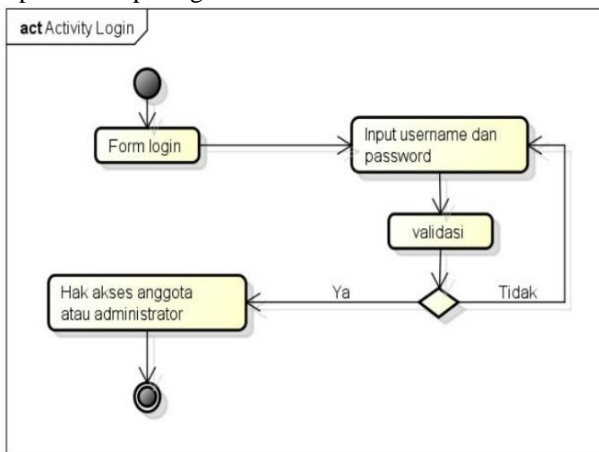 act Activity Login
Form login
Input username dan
password
validasi
Ya
Tidak
Hak akses anggota
atau administrator